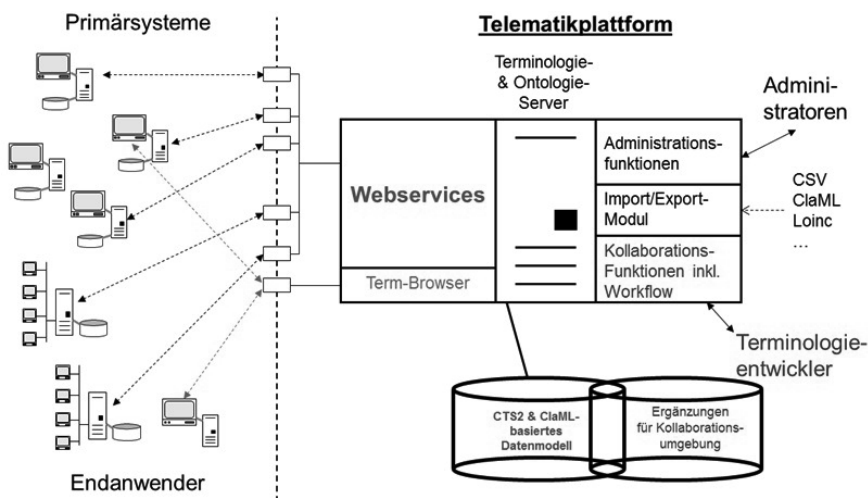 Primärsysteme
Telematikplattform
Terminologie-
& Ontologie-
Server
Admini-
stratoren
Administrations-
funktionen
Webservices
Import/Export-
Modul
CSV
ClaML
Loinc
...
Kollaborations-
Funktionen inkl.
Workflow
Term-Browser
Terminologie-
entwickler
CTS2 & ClaML-
basiertes
Datenmodell
Ergänzungen
für Kollaborations
umgebung
Endanwender